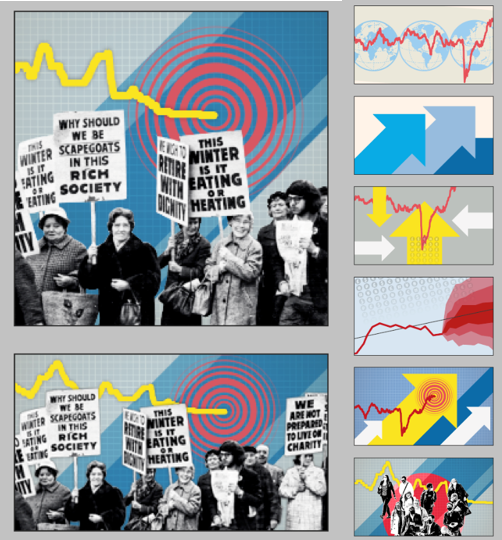 WHY SHOULD
WE BE
SCAPEGOATS
IN THIS
RICH
SOCIETY
THIS
WINTER
IS IT
EATING
OR
HEATING
WE WISH TO
RETIRE
WITH
DIGNITY
THIS
WINTER
IS IT
EATING
OR
HEATING
WHY SHOULD
WE BE
SCAPEGOATS
IN THIS
RICH
SOCIETY
THIS
WINTER
IS IT
EATING
OR
HEATING
WE WISH TO
RETIRE
WITH
DIGNITY
THIS
WINTER
IS IT
EATING
OR
HEATING
WE
ARE NOT
PREPARED
TO LIVE ON
CHARITY